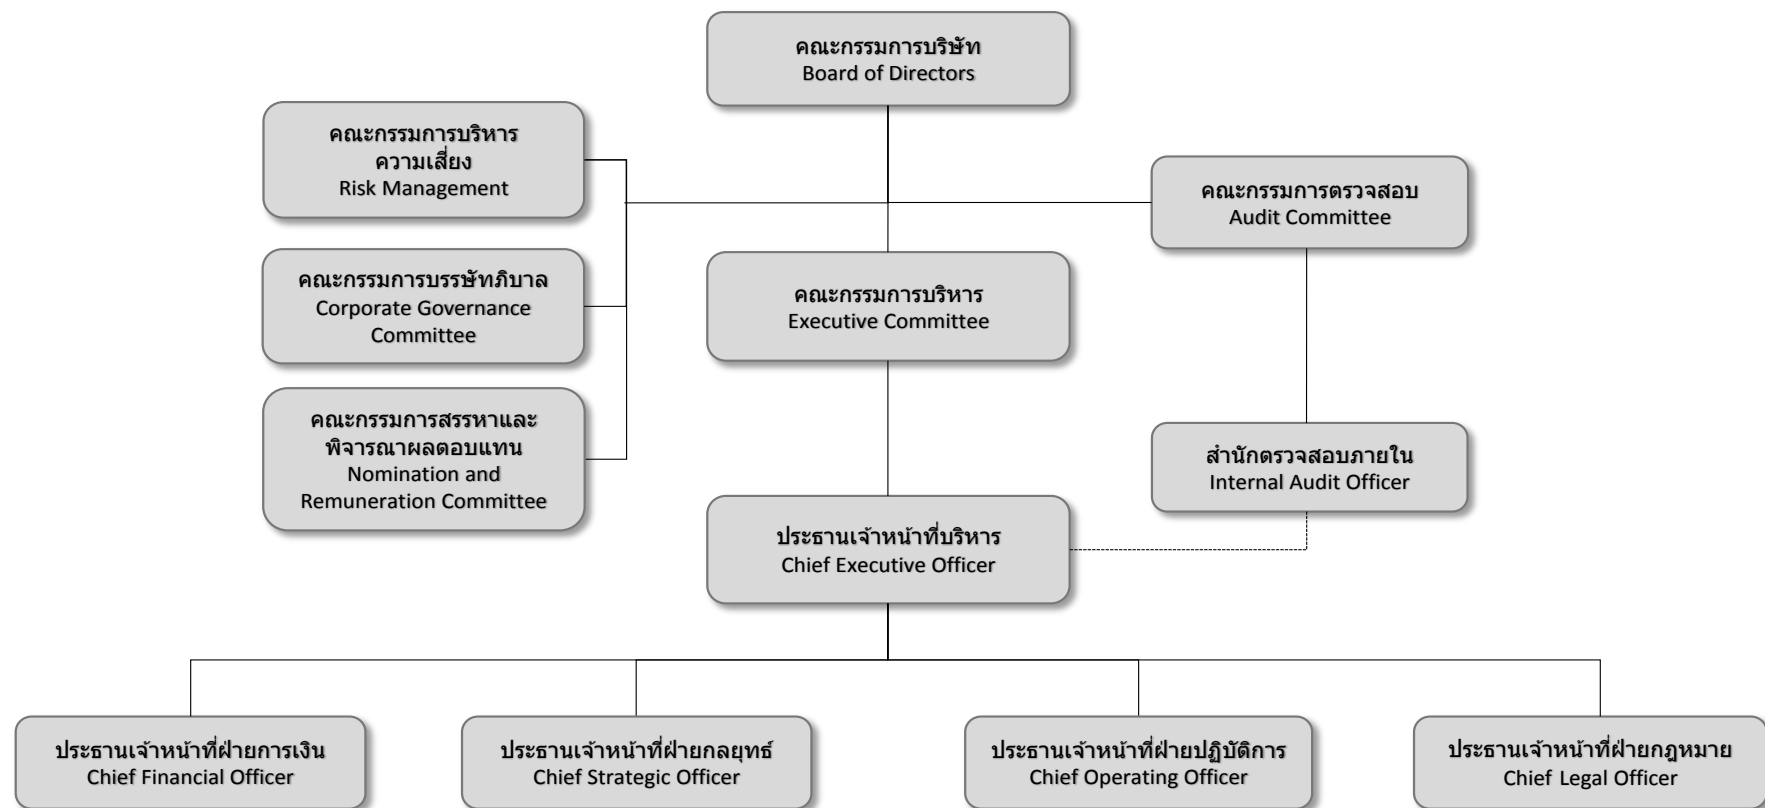 คณะกรรมการบริษัท
Board of Directors
คณะกรรมการบริหาร
ความเสี่ยง
Risk Management
คณะกรรมการตรวจสอบ
Audit Committee
คณะกรรมการบรรษัทภิบาล
Corporate Governance
Committee
คณะกรรมการบริหาร
Executive Committee
คณะกรรมการสรรหาและ
พิจารณาผลตอบแทน
Nomination and
Remuneration Committee
สำนักตรวจสอบภายใน
Internal Audit Officer
ประธานเจ้าหน้าที่บริหาร
Chief Executive Officer
ประธานเจ้าหน้าที่ฝ่ายการเงิน
Chief Financial Officer
ประธานเจ้าหน้าที่ฝ่ายกลยุทธ์
Chief Strategic Officer
ประธานเจ้าหน้าที่ฝ่ายปฏิบัติการ
Chief Operating Officer
ประธานเจ้าหน้าที่ฝ่ายกฎหมาย
Chief Legal Officer